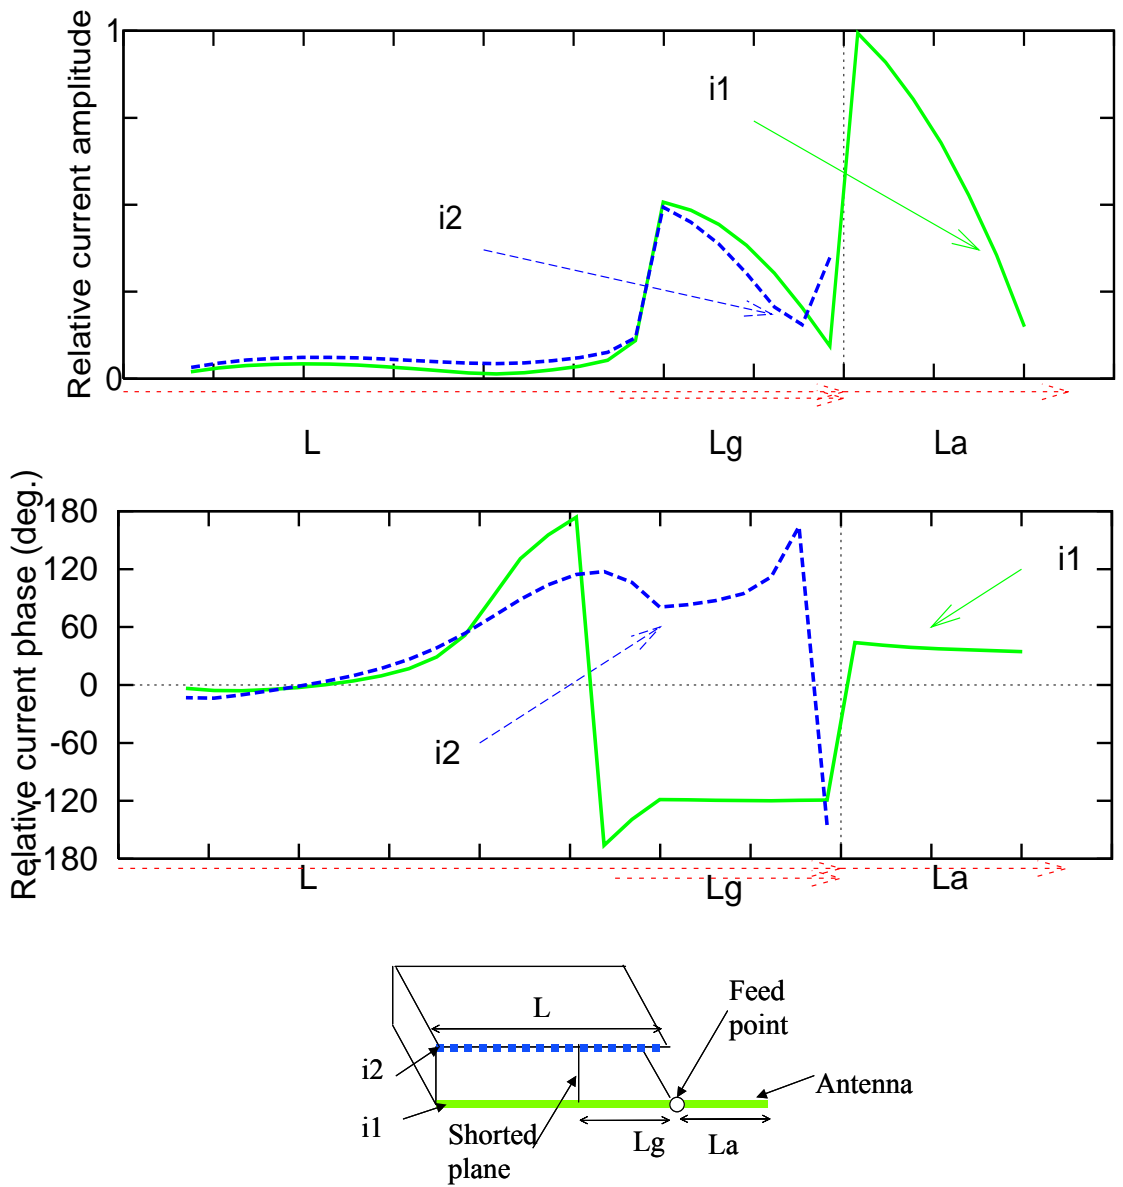 Relative current amplitude
1
0
i1
i2
L
Lg
La
Relative current phase (deg.)
180
120
60
0
-60
-120
180
i1
i2
L
Lg
La
L
Feed
point
i2
i1
Antenna
Shorted
plane
Lg
La